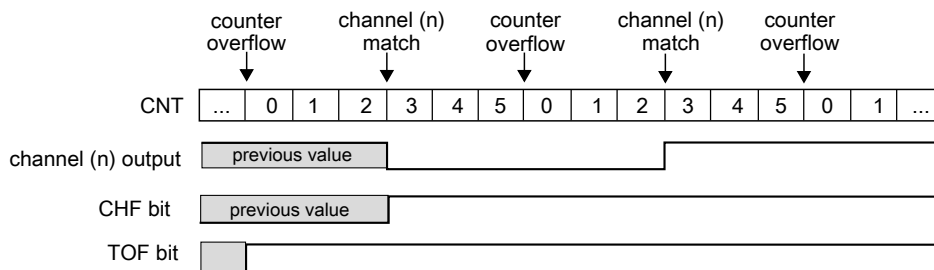 counter overflow
channel (n) match
counter overflow
channel (n) match
counter overflow
CNT ... 0 1 2 3 4 5 0 1 2 3 4 5 0 1 ...
channel (n) output previous value
CHF bit previous value
TOF bit